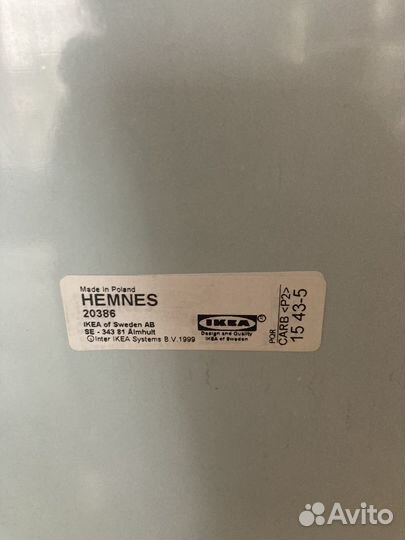 Made in Poland
HEMNES
20386
IKEA of Sweden AB
SE - 343 81 Älmhult
©Inter IKEA Systems B.V.1999
IKEA®
Design and Quality
IKEA of Sweden
PQR
CARB <P2>
15 43-5
Avito